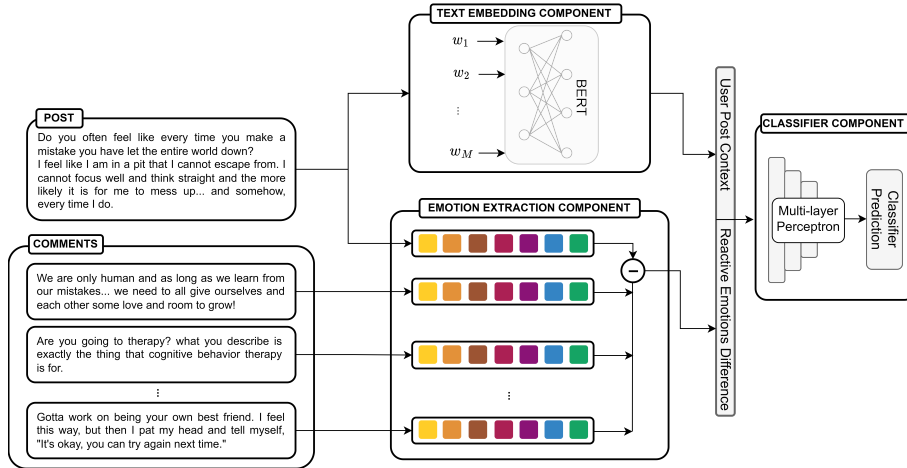 TEXT EMBEDDING COMPONENT
w1
w2
...
wM
BERT
POST
Do you often feel like every time you make a
mistake you have let the entire world down?
I feel like I am in a pit that I cannot escape from. I
cannot focus well and think straight and the more
likely it is for me to mess up... and somehow,
every time I do.
COMMENTS
We are only human and as long as we learn from
our mistakes... we need to all give ourselves and
each other some love and room to grow!
Are you going to therapy? what you describe is
exactly the thing that cognitive behavior therapy
is for.
...
Gotta work on being your own best friend. I feel
this way, but then I pat my head and tell myself,
"It's okay, you can try again next time."
EMOTION EXTRACTION COMPONENT
−
...
User Post Context
Reactive Emotions Difference
CLASSIFIER COMPONENT
Multi-layer
Perceptron
Classifier
Prediction